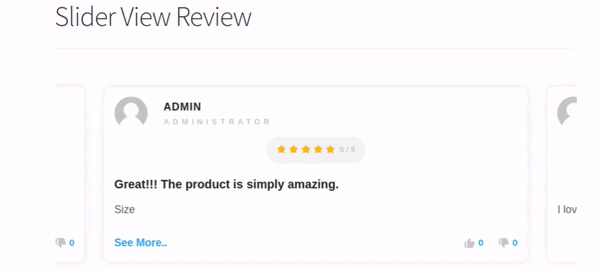 Slider View Review
ADMIN
ADMINISTRATOR
5/5
Great!!! The product is simply amazing.
Size
I lov
See More..
0
0
0